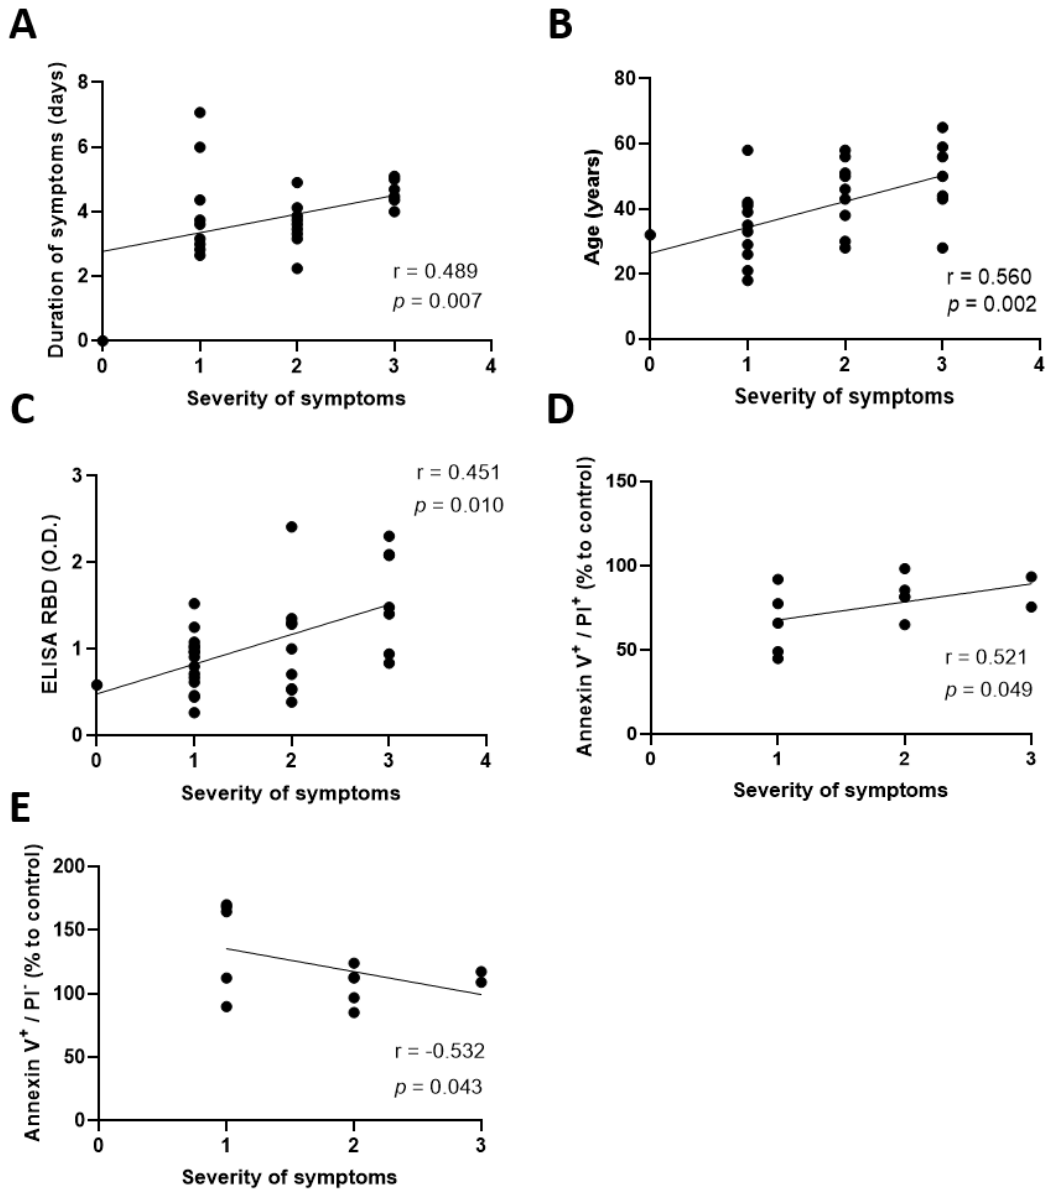 A
Duration of symptoms (days)
8
6
4
2
0
0 1 2 3 4
r = 0.489
p = 0.007
Severity of symptoms
B
Age (years)
80
60
40
20
0
0 1 2 3 4
r = 0.560
p = 0.002
Severity of symptoms
C
ELISA RBD (O.D.)
3
2
1
0
0 1 2 3 4
r = 0.451
p = 0.010
Severity of symptoms
D
Annexin V⁺ / PI⁺ (% to control)
150
100
50
0
0 1 2 3
r = 0.521
p = 0.049
Severity of symptoms
E
Annexin V⁺ / PI⁻ (% to control)
200
150
100
50
0
0 1 2 3
r = -0.532
p = 0.043
Severity of symptoms